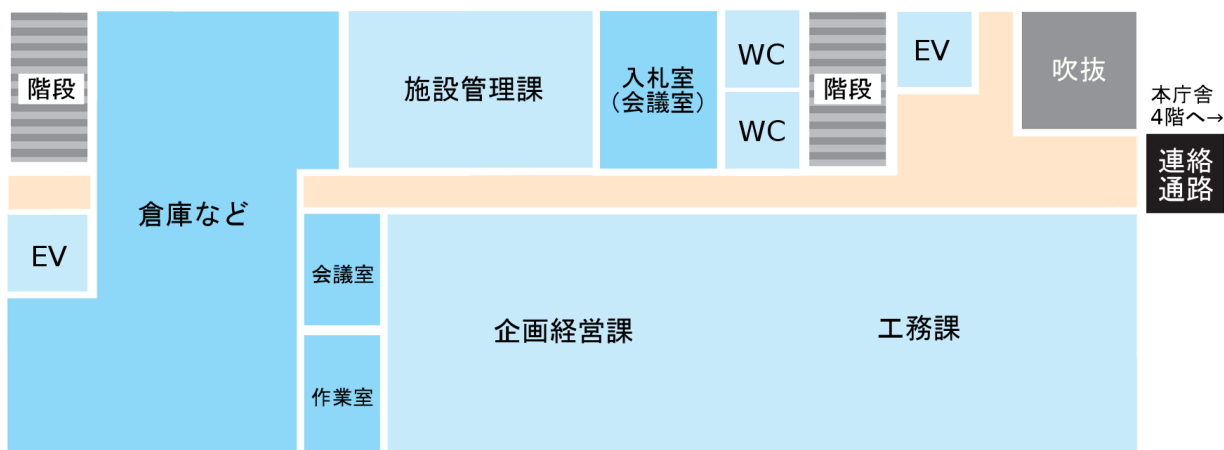 階段
施設管理課
入札室
（会議室）
WC
WC
階段
EV
吹抜
本庁舎
4階へ→
連絡
通路
倉庫など
EV
会議室
作業室
企画経営課
工務課